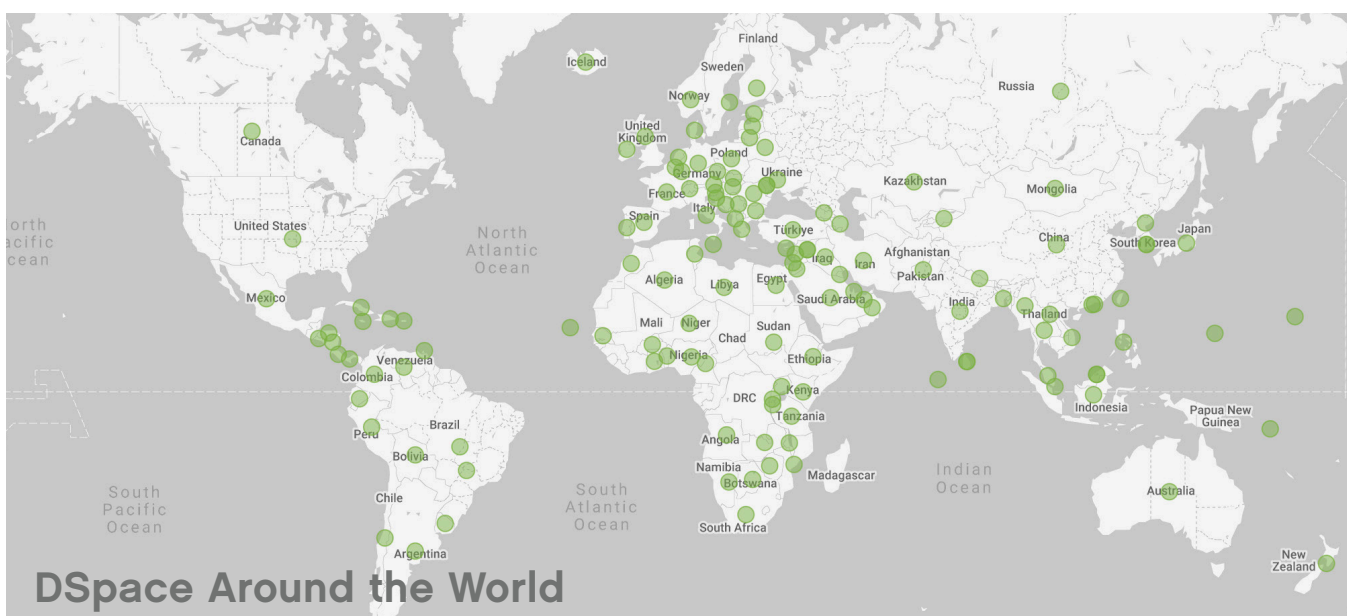 Finland
Iceland
Sweden
Russia
Norway
United
Kingdom
Canada
Poland
Germany
Ukraine
Kazakhstan
Mongolia
France
Italy
Spain
United States
North
Atlantic
Ocean
Türkiye
China
South Korea
Japan
Afghanistan
Iraq
Iran
Pakistan
Algeria
Libya
Egypt
Saudi Arabia
India
Mexico
Mali
Niger
Chad
Sudan
Thailand
Nigeria
Ethiopia
Venezuela
Colombia
DRC
Kenya
Tanzania
Indonesia
Papua New
Guinea
Peru
Brazil
Angola
Bolivia
Namibia
Botswana
Madagascar
Indian
Ocean
Australia
South
Pacific
Ocean
Chile
South
Atlantic
Ocean
South Africa
Argentina
New
Zealand
DSpace Around the World